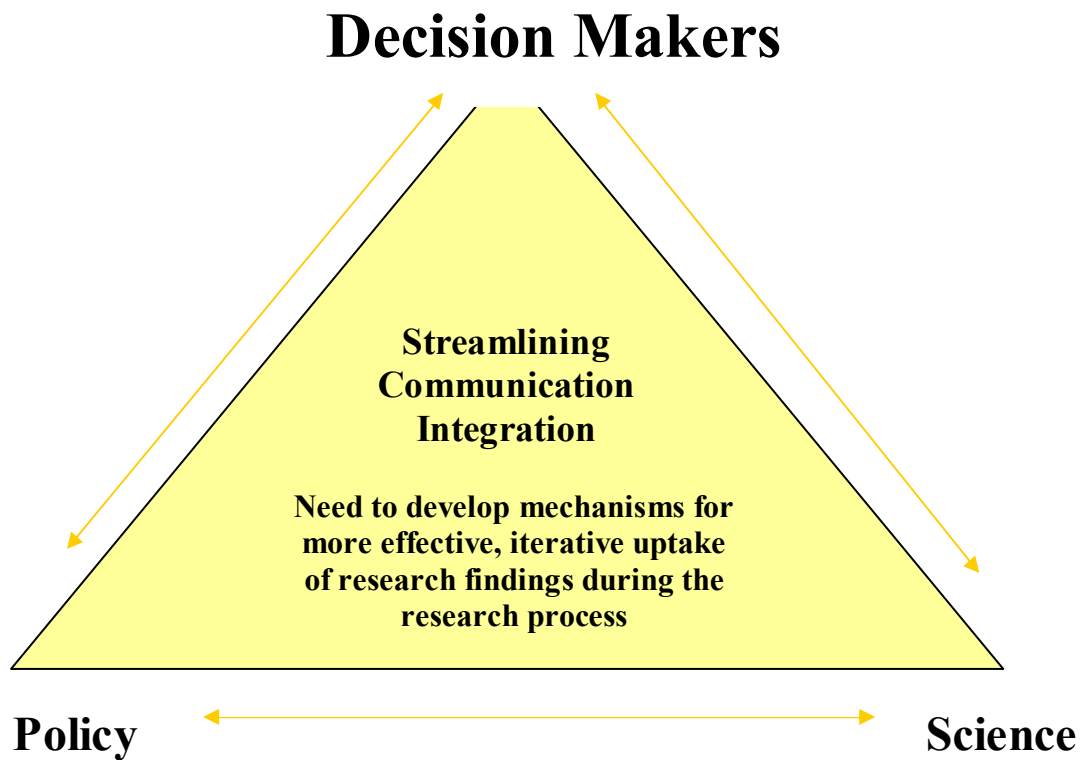 Decision Makers
Streamlining
Communication
Integration
Need to develop mechanisms for
more effective, iterative uptake
of research findings during the
research process
Policy
Science